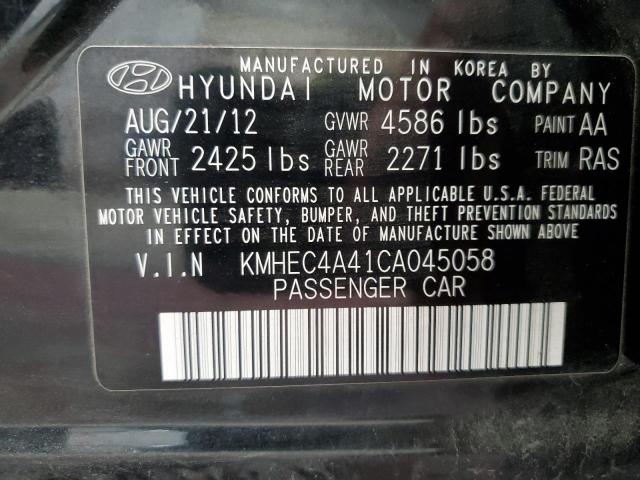 MANUFACTURED IN KOREA BY
HYUNDAI MOTOR COMPANY
AUG/21/12 GVWR 4586 lbs PAINT AA
GAWR FRONT 2425 lbs GAWR REAR 2271 lbs TRIM RAS
THIS VEHICLE CONFORMS TO ALL APPLICABLE U.S.A. FEDERAL
MOTOR VEHICLE SAFETY, BUMPER, AND THEFT PREVENTION STANDARDS
IN EFFECT ON THE DATE OF MANUFACTURE SHOWN ABOVE
V.I.N KMHEC4A41CA045058
PASSENGER CAR